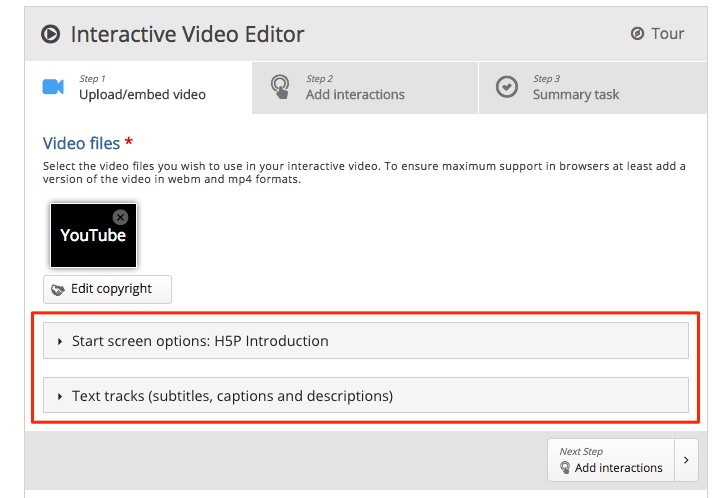 Interactive Video Editor
Tour
Step 1
Upload/embed video
Step 2
Add interactions
Step 3
Summary task
Video files *
Select the video files you wish to use in your interactive video. To ensure maximum support in browsers at least add a
version of the video in webm and mp4 formats.
YouTube
Edit copyright
Start screen options: H5P Introduction
Text tracks (subtitles, captions and descriptions)
Next Step
Add interactions